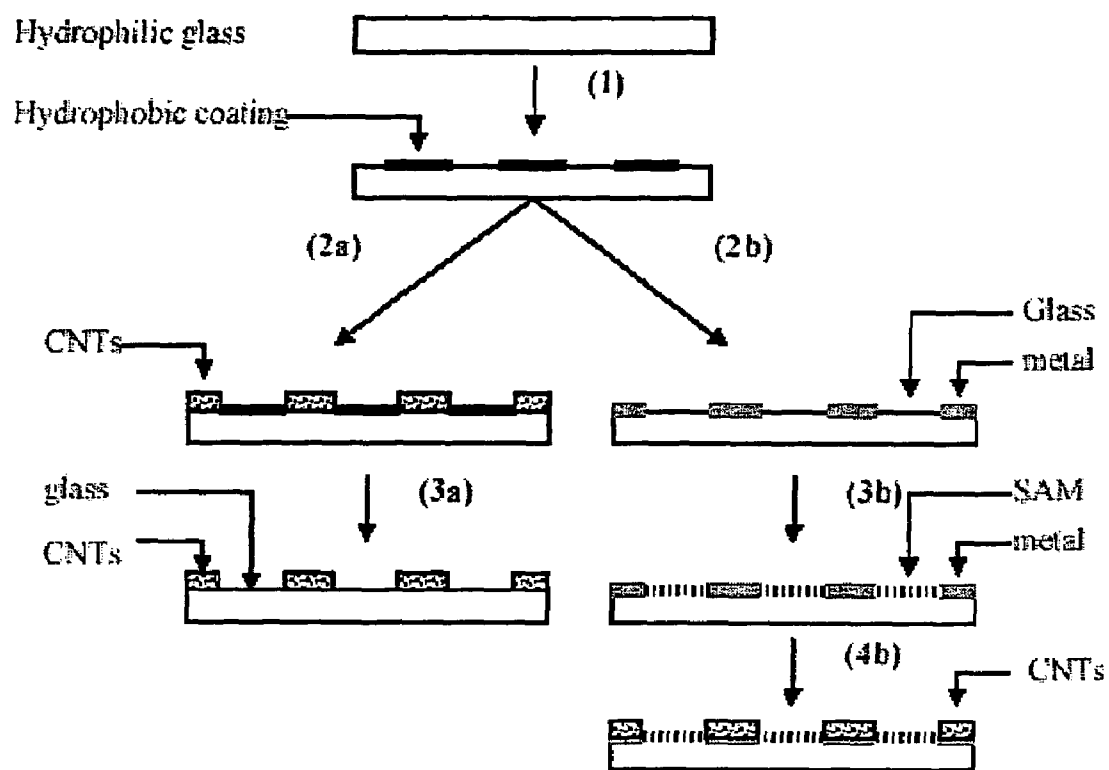 Hydrophilic glass
(1)
Hydrophobic coating
(2a)
(2b)
CNTs
Glass
metal
glass
(3a)
(3b)
SAM
CNTs
metal
(4b)
CNTs